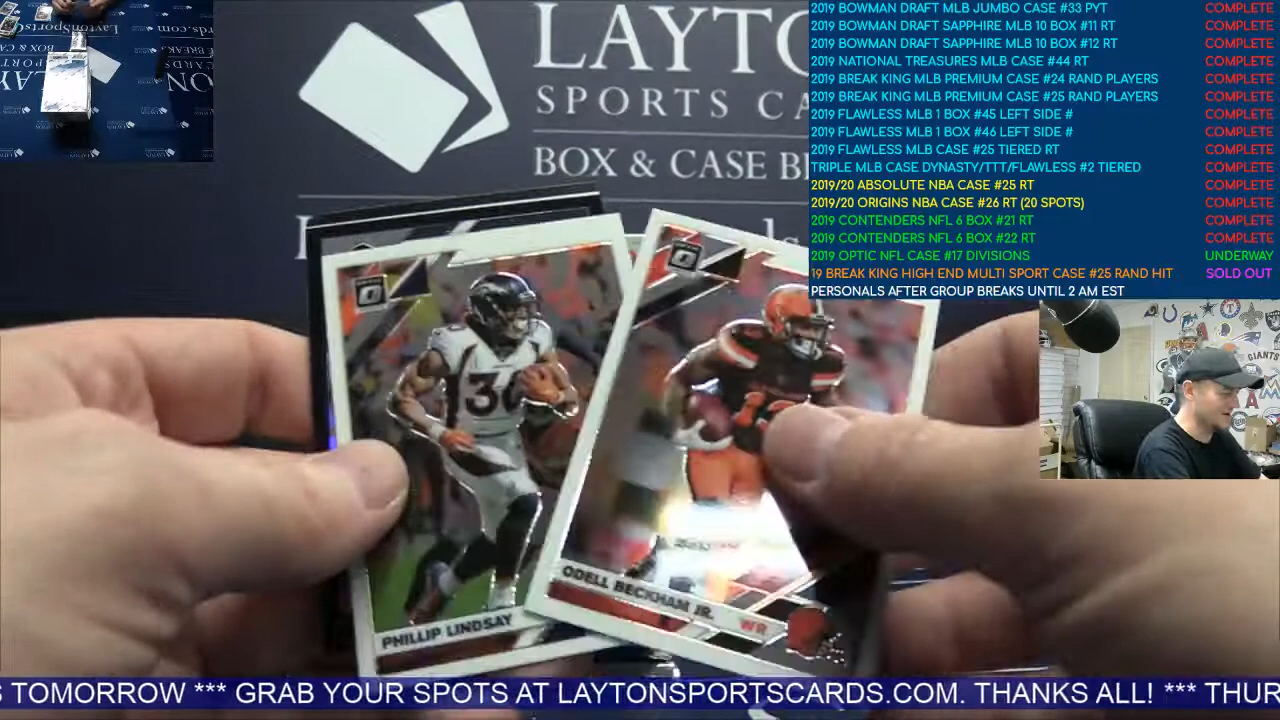 2019 BOWMAN DRAFT MLB JUMBO CASE #33 PYT COMPLETE
2019 BOWMAN DRAFT SAPPHIRE MLB 10 BOX #11 RT COMPLETE
2019 BOWMAN DRAFT SAPPHIRE MLB 10 BOX #12 RT COMPLETE
2019 NATIONAL TREASURES MLB CASE #44 RT COMPLETE
2019 BREAK KING MLB PREMIUM CASE #24 RAND PLAYERS COMPLETE
2019 BREAK KING MLB PREMIUM CASE #25 RAND PLAYERS COMPLETE
2019 FLAWLESS MLB 1 BOX #45 LEFT SIDE # COMPLETE
2019 FLAWLESS MLB 1 BOX #46 LEFT SIDE # COMPLETE
2019 FLAWLESS MLB CASE #25 TIERED RT COMPLETE
TRIPLE MLB CASE DYNASTY/TTT/FLAWLESS #2 TIERED COMPLETE
2019/20 ABSOLUTE NBA CASE #25 RT COMPLETE
2019/20 ORIGINS NBA CASE #26 RT (20 SPOTS) COMPLETE
2019 CONTENDERS NFL 6 BOX #21 RT COMPLETE
2019 CONTENDERS NFL 6 BOX #22 RT COMPLETE
2019 OPTIC NFL CASE #17 DIVISIONS UNDERWAY
19 BREAK KING HIGH END MULTI SPORT CASE #25 RAND HIT SOLD OUT
PERSONALS AFTER GROUP BREAKS UNTIL 2 AM EST
LAYTO
SPORTS CA
BOX & CASE B
30
PHILLIP LINDSAY
ODELL BECKHAM JR.
WR
GIANTS
S TOMORROW *** GRAB YOUR SPOTS AT LAYTONSPORTSCARDS.COM. THANKS ALL! *** THUR